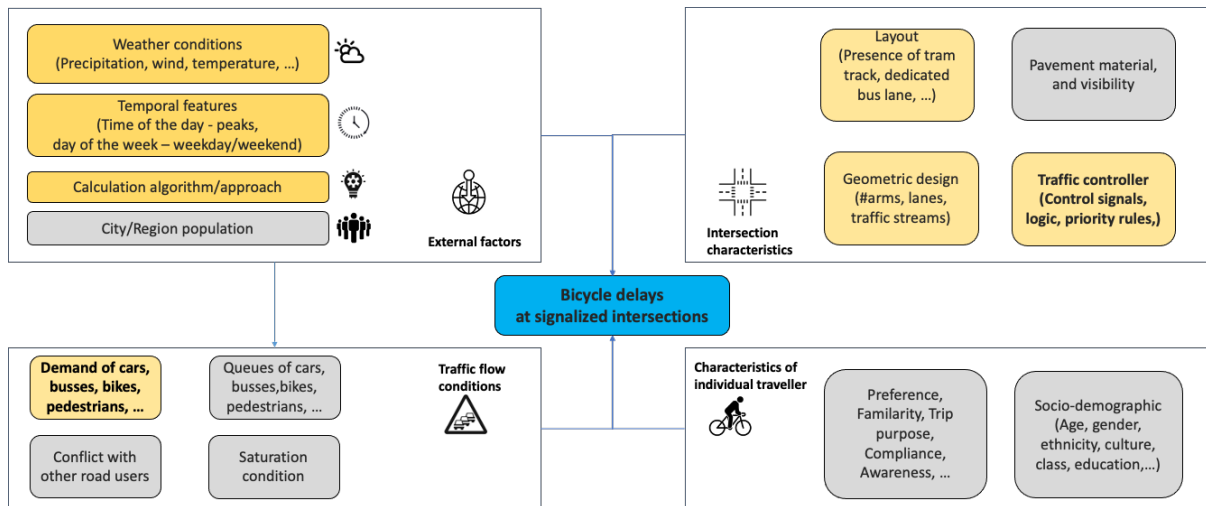 Weather conditions
(Precipitation, wind, temperature, ...)
Temporal features
(Time of the day - peaks,
day of the week – weekday/weekend)
Calculation algorithm/approach
City/Region population
External factors
Layout
(Presence of tram
track, dedicated
bus lane, ...)
Pavement material,
and visibility
Geometric design
(#arms, lanes,
traffic streams)
Traffic controller
(Control signals,
logic, priority rules,)
Intersection
characteristics
Bicycle delays
at signalized intersections
Demand of cars,
busses, bikes,
pedestrians, ...
Queues of cars,
busses,bikes,
pedestrians, ...
Conflict with
other road users
Saturation
condition
Traffic flow
conditions
Characteristics of
individual traveller
Preference,
Familarity, Trip
purpose,
Compliance,
Awareness, ...
Socio-demographic
(Age, gender,
ethnicity, culture,
class, education,...)